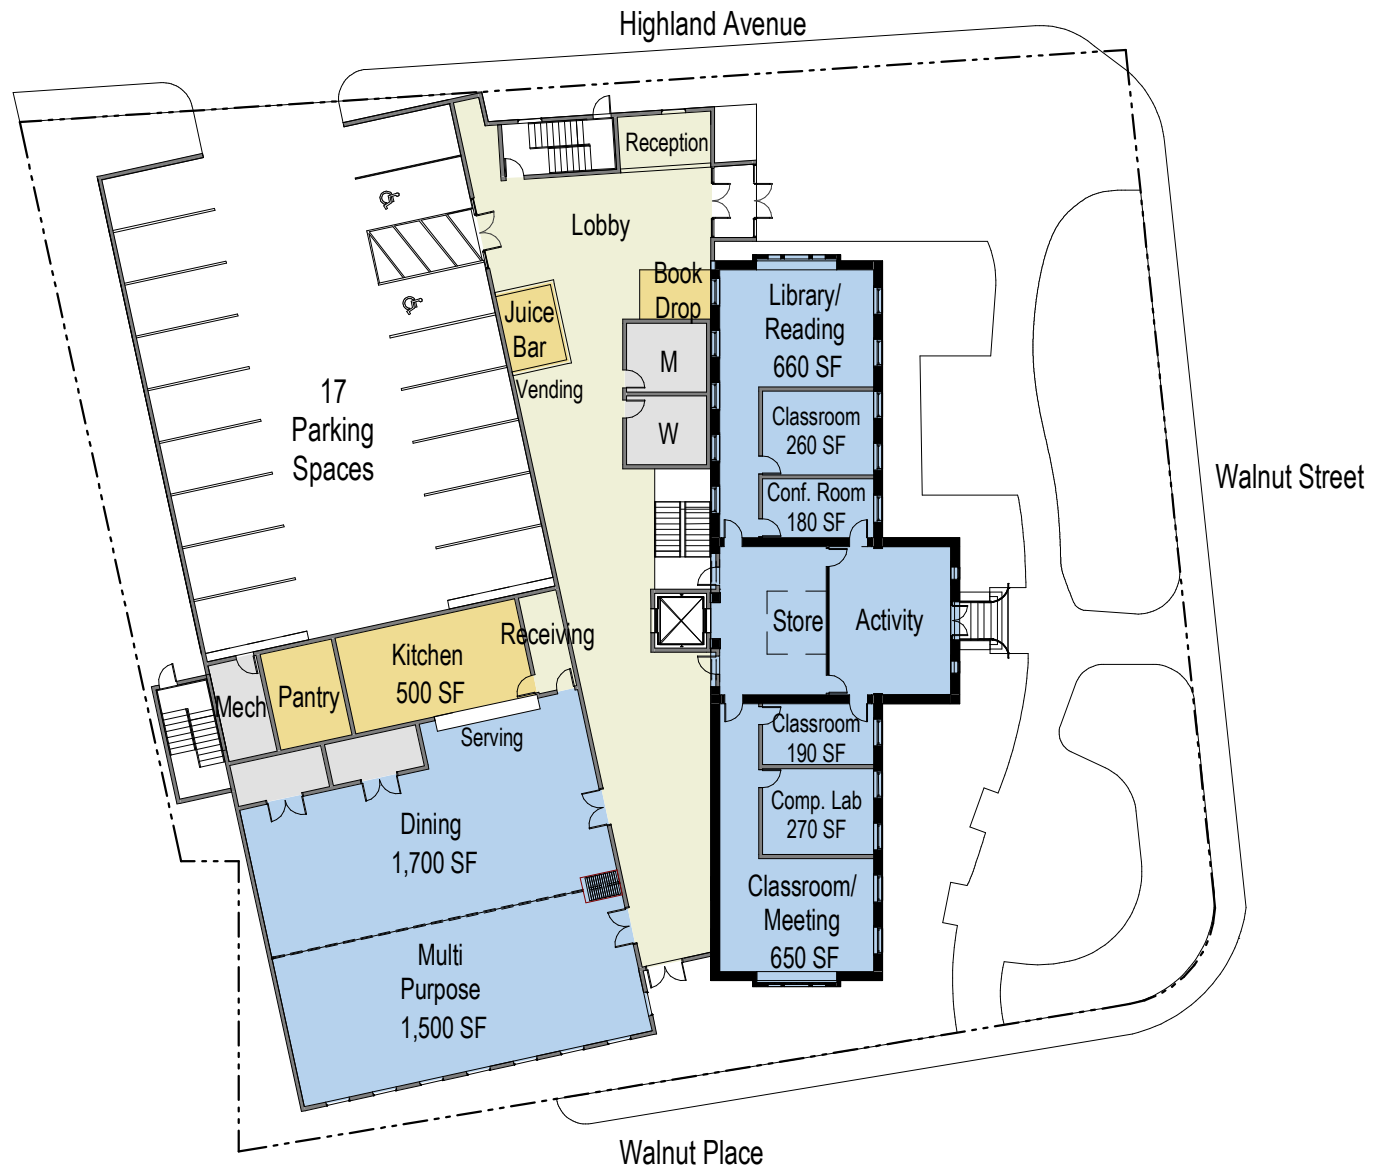 Highland Avenue
Reception
Lobby
Book
Drop
Juice
Bar
Vending
M
W
Library/
Reading
660 SF
Classroom
260 SF
Conf. Room
180 SF
17
Parking
Spaces
Walnut Street
Store
Activity
Receiving
Kitchen
500 SF
Pantry
Mech
Serving
Classroom
190 SF
Comp. Lab
270 SF
Dining
1,700 SF
Classroom/
Meeting
650 SF
Multi
Purpose
1,500 SF
Walnut Place